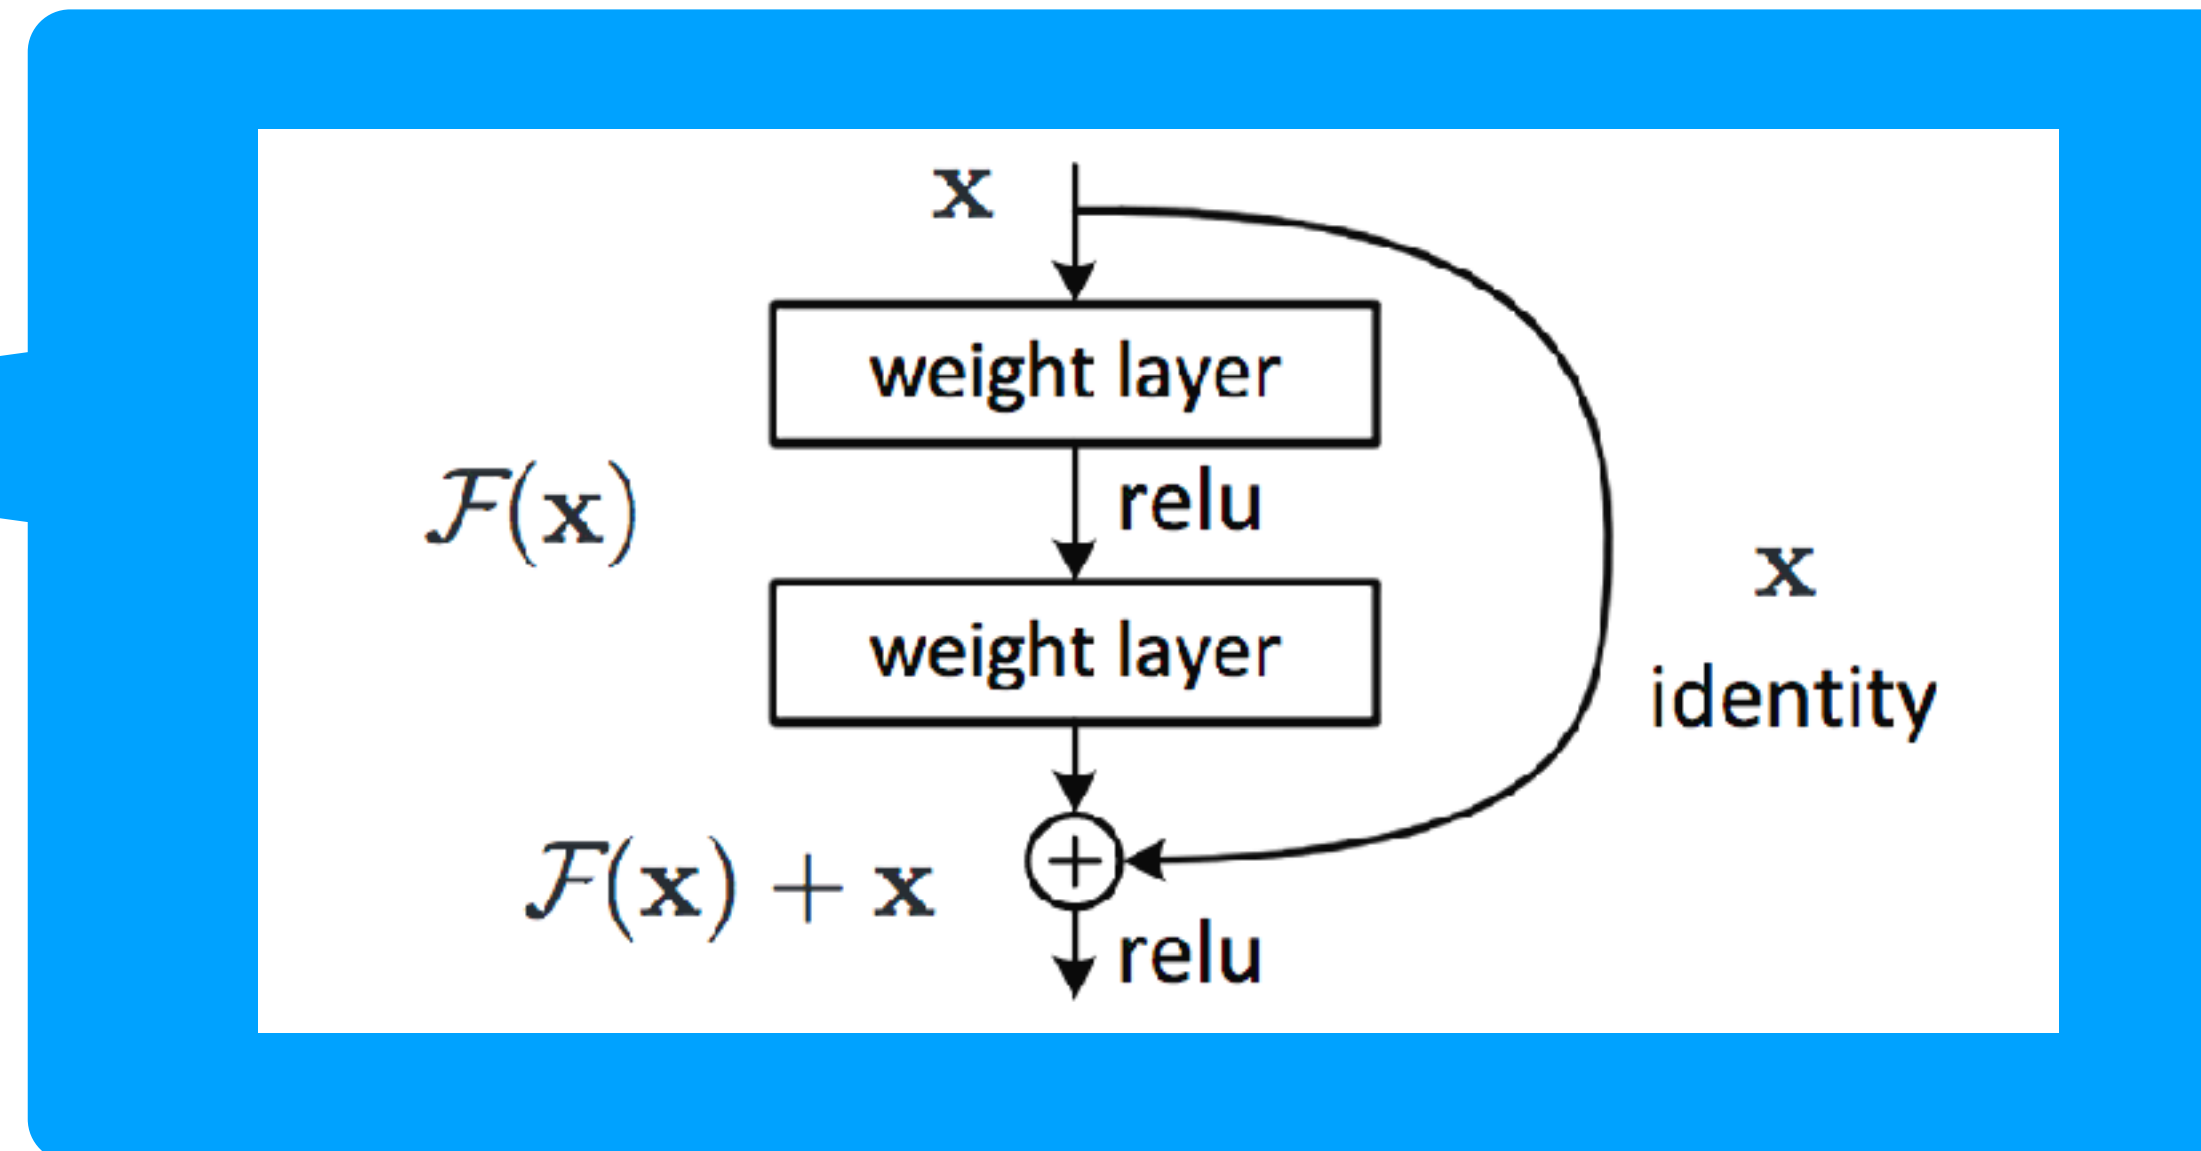 x
weight layer
relu
F(x)
x
weight layer
identity
F(x) + x
relu